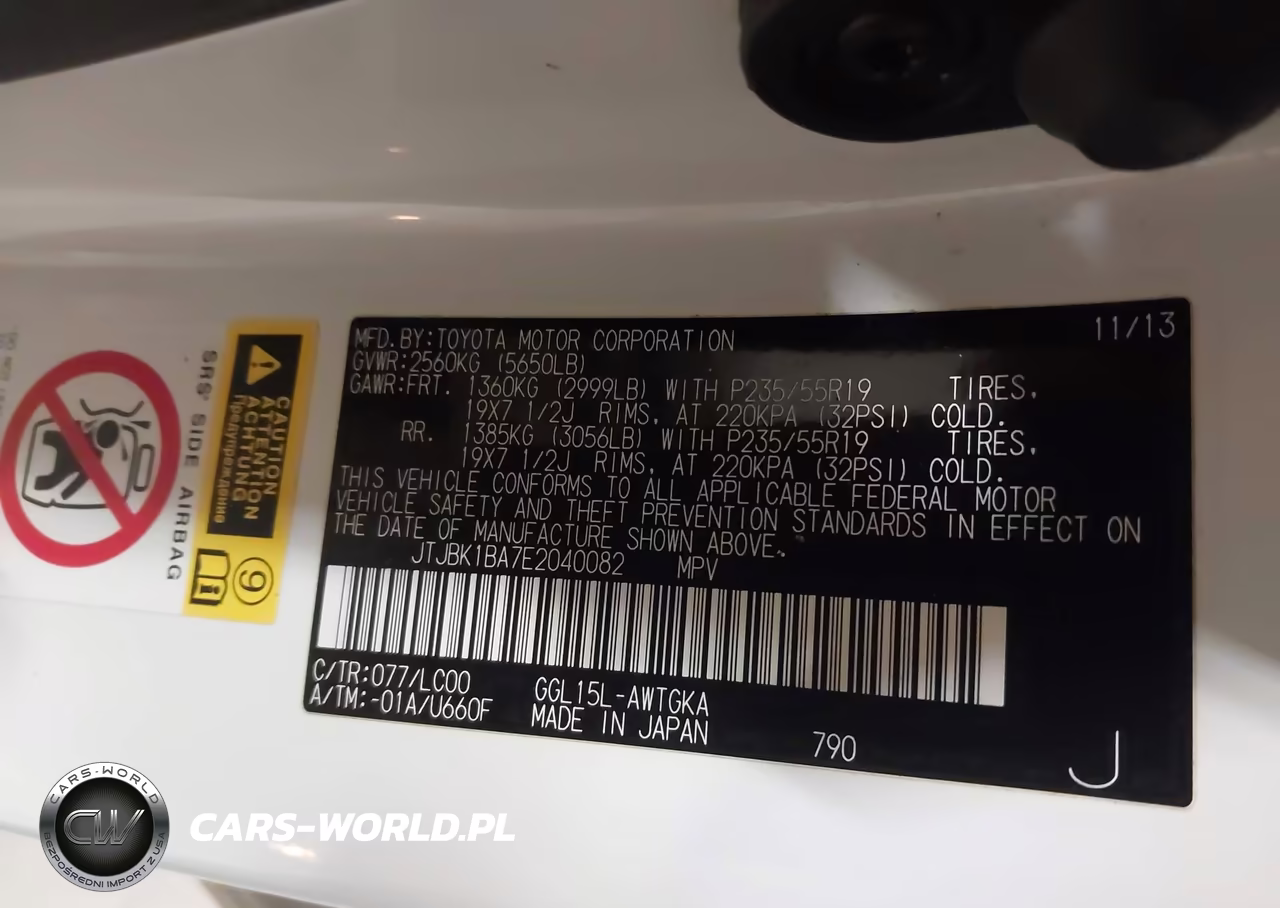 MFD. BY: TOYOTA MOTOR CORPORATION 11/13
GVWR: 2560KG (5650LB)
GAWR: FRT. 1360KG (2999LB) WITH P235/55R19 TIRES,
19X7 1/2J RIMS, AT 220KPA (32PSI) COLD.
RR. 1385KG (3056LB) WITH P235/55R19 TIRES,
19X7 1/2J RIMS, AT 220KPA (32PSI) COLD.
THIS VEHICLE CONFORMS TO ALL APPLICABLE FEDERAL MOTOR
VEHICLE SAFETY AND THEFT PREVENTION STANDARDS IN EFFECT ON
THE DATE OF MANUFACTURE SHOWN ABOVE.
JTJBK1BA7E2040082 MPV
C/TR: 077/LC00 GGL15L-AWTGKA
A/TM: -01A/U660F MADE IN JAPAN
790 J
CAUTION
ATTENTION
ACHTUNG
Предупреждение
9
SRS SIDE AIRBAG
CARS-WORLD
CW
BEZPOŚREDNI IMPORT Z USA
CARS-WORLD.PL